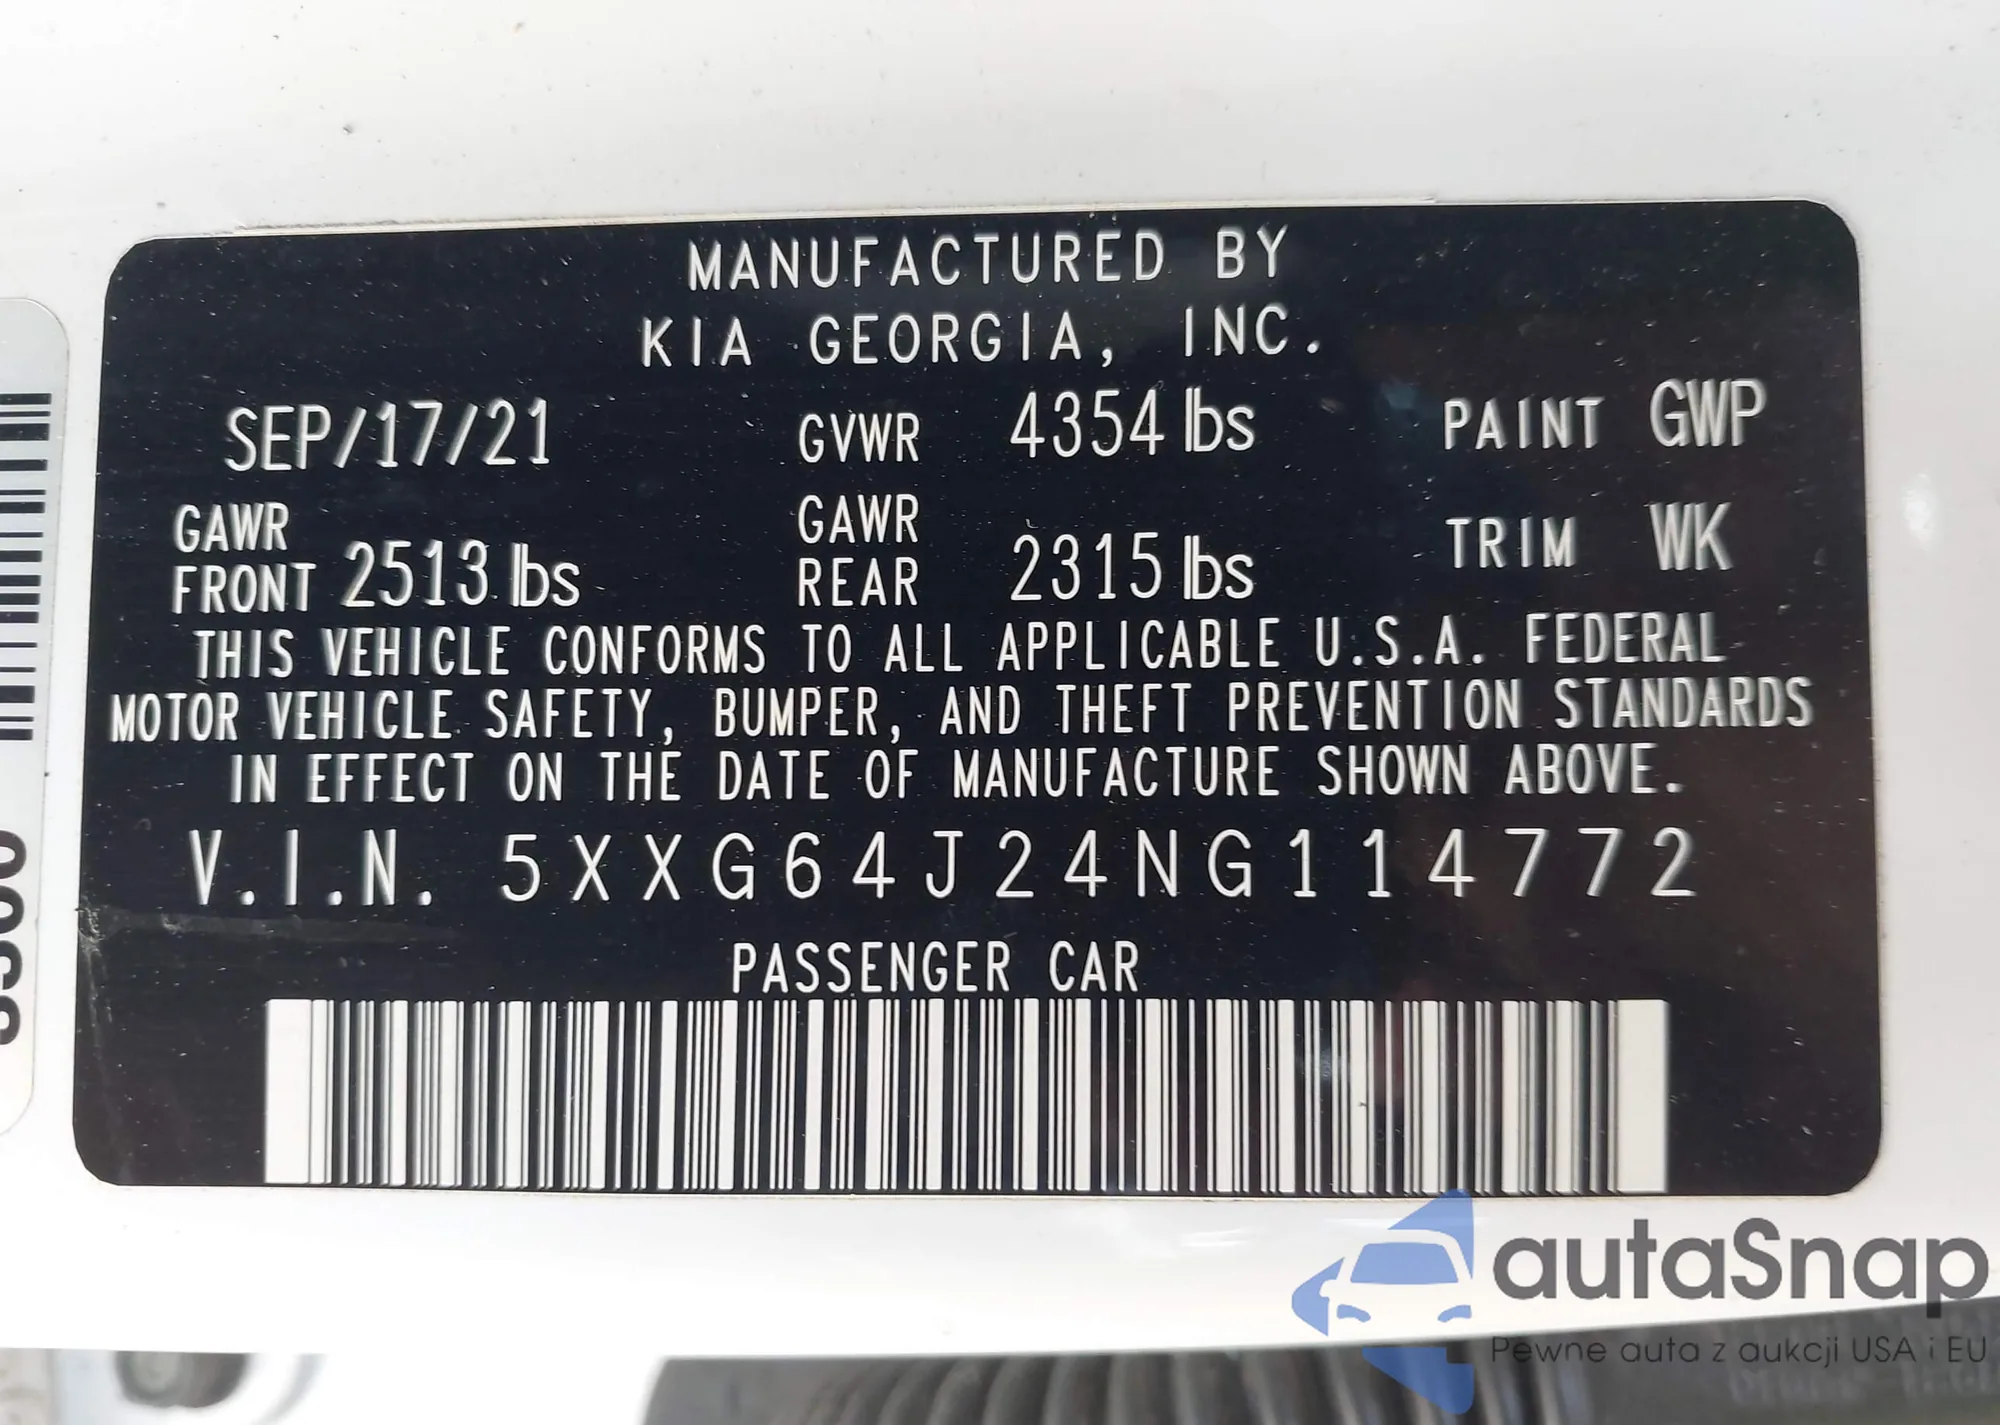 MANUFACTURED BY
KIA GEORGIA, INC.
SEP/17/21 GVWR 4354 lbs PAINT GWP
GAWR FRONT 2513 lbs GAWR REAR 2315 lbs TRIM WK
THIS VEHICLE CONFORMS TO ALL APPLICABLE U.S.A. FEDERAL
MOTOR VEHICLE SAFETY, BUMPER, AND THEFT PREVENTION STANDARDS
IN EFFECT ON THE DATE OF MANUFACTURE SHOWN ABOVE.
V.I.N. 5XXG64J24NG114772
PASSENGER CAR
autaSnap
Pewne auta z aukcji USA i EU